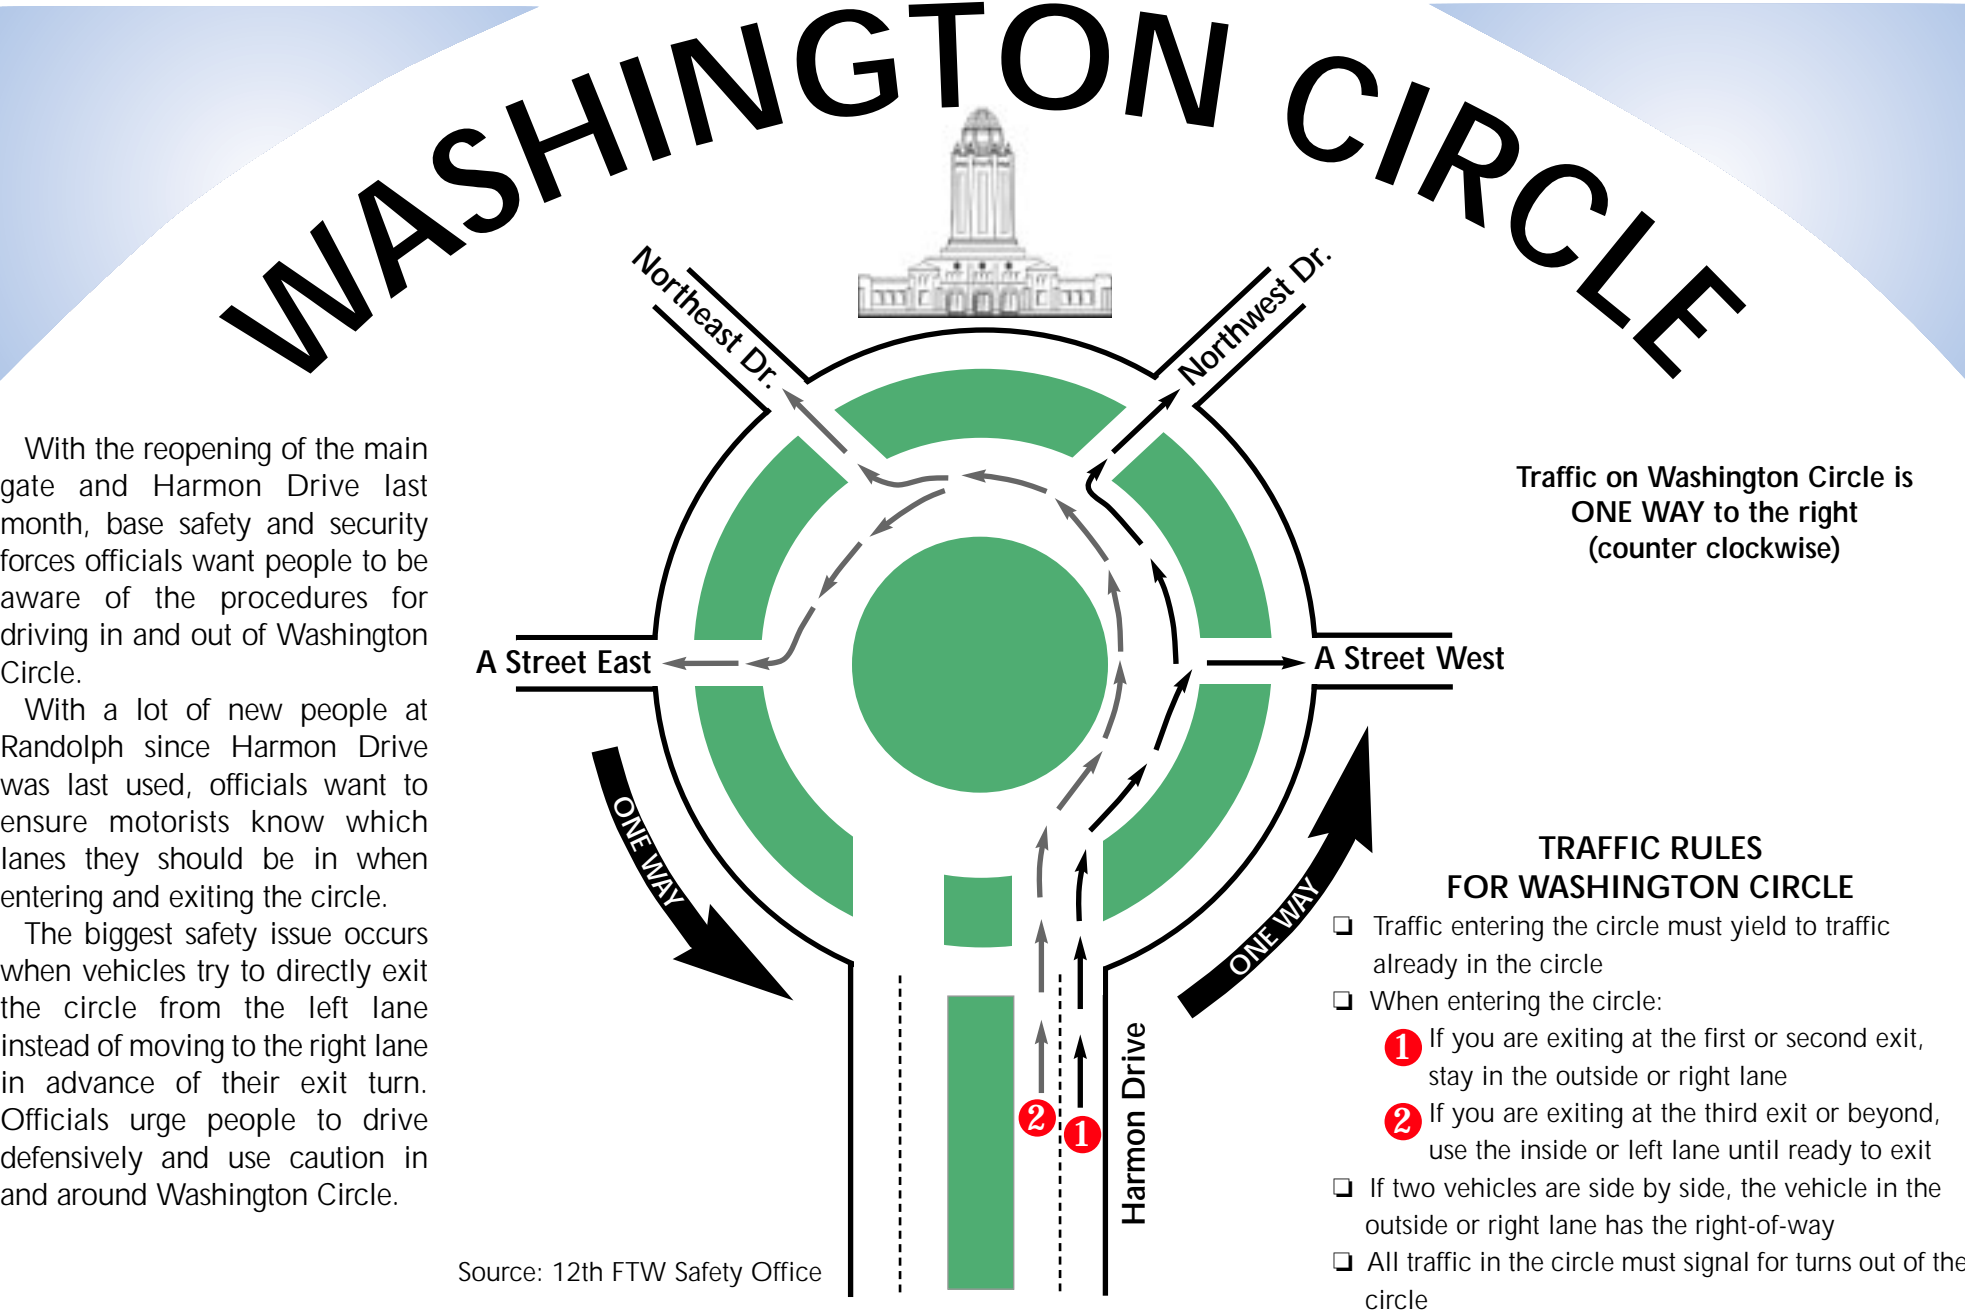 WASHINGTON CIRCLE
With the reopening of the main
gate and Harmon Drive last
month, base safety and security
forces officials want people to be
aware of the procedures for
driving in and out of Washington
Circle.
With a lot of new people at
Randolph since Harmon Drive
was last used, officials want to
ensure motorists know which
lanes they should be in when
entering and exiting the circle.
The biggest safety issue occurs
when vehicles try to directly exit
the circle from the left lane
instead of moving to the right lane
in advance of their exit turn.
Officials urge people to drive
defensively and use caution in
and around Washington Circle.
Northeast Dr.
Northwest Dr.
A Street East
A Street West
ONE WAY
ONE WAY
Harmon Drive
2
1
Source: 12th FTW Safety Office
Traffic on Washington Circle is
ONE WAY to the right
(counter clockwise)
TRAFFIC RULES
FOR WASHINGTON CIRCLE
❏ Traffic entering the circle must yield to traffic
already in the circle
❏ When entering the circle:
1 If you are exiting at the first or second exit,
stay in the outside or right lane
2 If you are exiting at the third exit or beyond,
use the inside or left lane until ready to exit
❏ If two vehicles are side by side, the vehicle in the
outside or right lane has the right-of-way
❏ All traffic in the circle must signal for turns out of the
circle